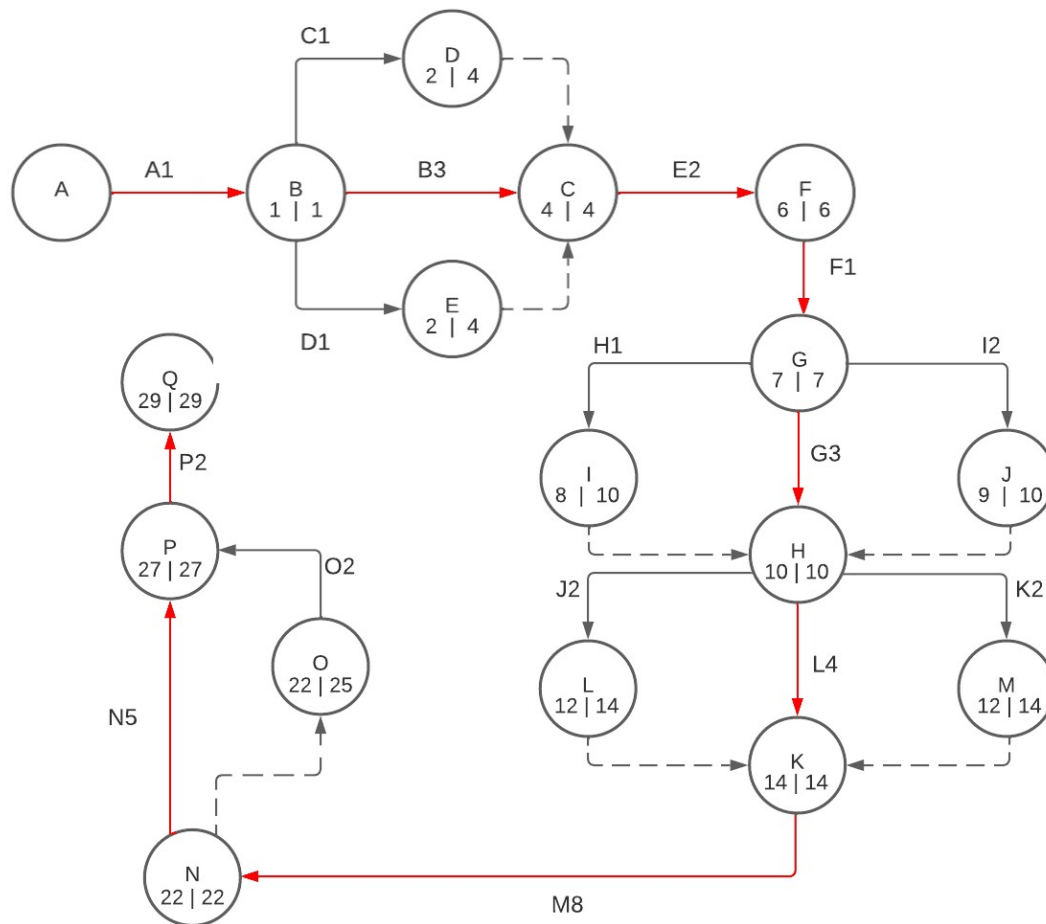 C1
D
2 | 4
A
A1
B
1 | 1
B3
C
4 | 4
E2
F
6 | 6
F1
E
2 | 4
D1
H1
G
7 | 7
I2
Q
29 | 29
P2
G3
I
8 | 10
J
9 | 10
P
27 | 27
O2
H
10 | 10
J2
K2
O
22 | 25
L4
L
12 | 14
M
12 | 14
N5
K
14 | 14
N
22 | 22
M8